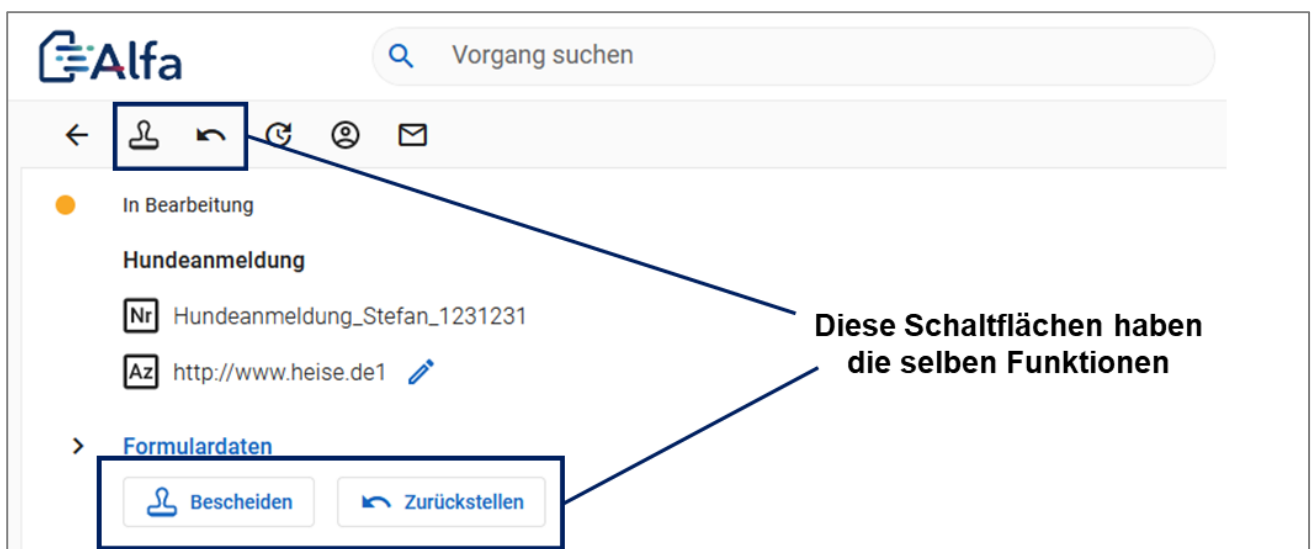 Alfa
Vorgang suchen
In Bearbeitung
Hundeanmeldung
Nr Hundeanmeldung_Stefan_1231231
Az http://www.heise.de1
Diese Schaltflächen haben
die selben Funktionen
Formulardaten
Bescheiden Zurückstellen